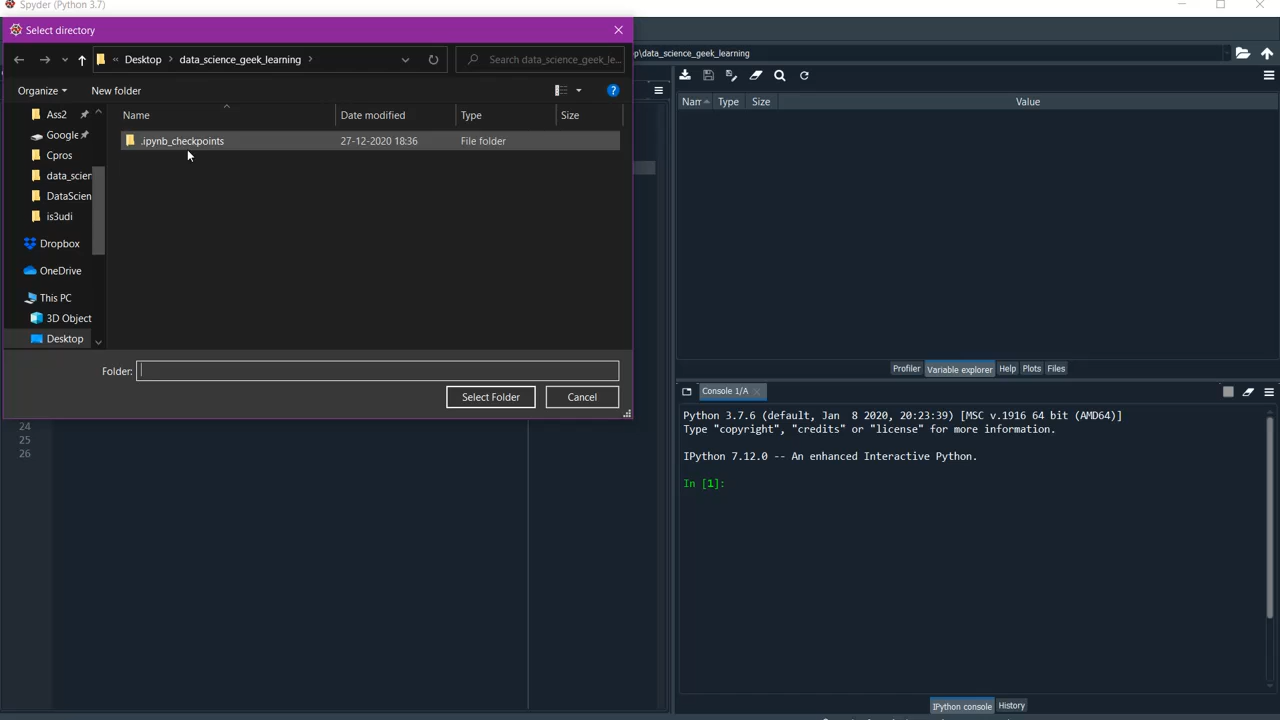 Spyder (Python 3.7)
Select directory
« Desktop > data_science_geek_learning >
Search data_science_geek_le...
p\data_science_geek_learning
Organize
New folder
?
Name
Date modified
Type
Size
.ipynb_checkpoints
27-12-2020 18:36
File folder
Ass2
Google
Cpros
data_scien
DataScien
is3udi
Dropbox
OneDrive
This PC
3D Object
Desktop
Folder:
Select Folder
Cancel
24
25
26
Nam
Type
Size
Value
Profiler
Variable explorer
Help
Plots
Files
Console 1/A
Python 3.7.6 (default, Jan 8 2020, 20:23:39) [MSC v.1916 64 bit (AMD64)]
Type "copyright", "credits" or "license" for more information.
IPython 7.12.0 -- An enhanced Interactive Python.
In [1]:
IPython console
History